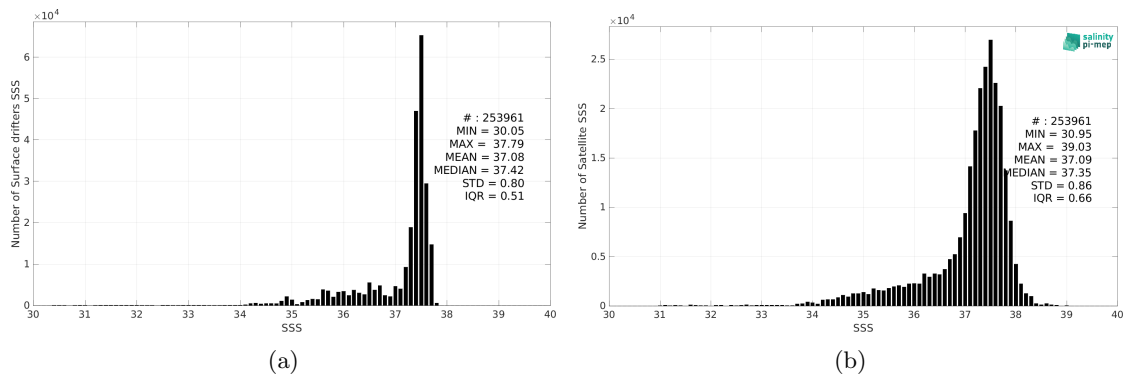 ×10⁴
6
4
2
0
Number of Surface drifters SSS
# : 253961
MIN = 30.05
MAX = 37.79
MEAN = 37.08
MEDIAN = 37.42
STD = 0.80
IQR = 0.51
30 31 32 33 34 35 36 37 38 39 40
SSS
(a)
×10⁴
salinity
pi-mep
2.5
2
1.5
1
0.5
0
Number of Satellite SSS
# : 253961
MIN = 30.95
MAX = 39.03
MEAN = 37.09
MEDIAN = 37.35
STD = 0.86
IQR = 0.66
30 31 32 33 34 35 36 37 38 39 40
SSS
(b)